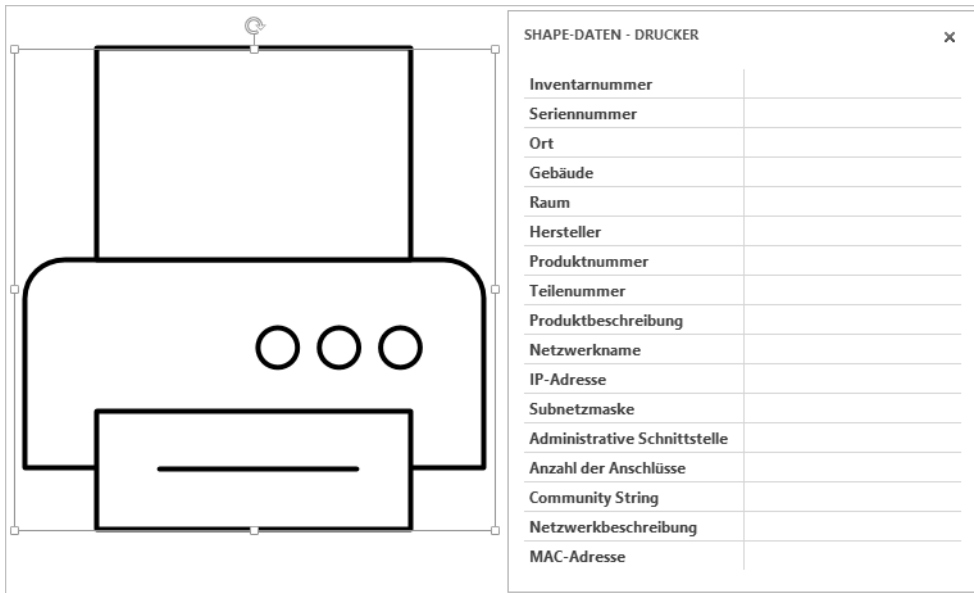 SHAPE-DATEN - DRUCKER
Inventarnummer
Seriennummer
Ort
Gebäude
Raum
Hersteller
Produktnummer
Teilenummer
Produktbeschreibung
Netzwerkname
IP-Adresse
Subnetzmaske
Administrative Schnittstelle
Anzahl der Anschlüsse
Community String
Netzwerkbeschreibung
MAC-Adresse